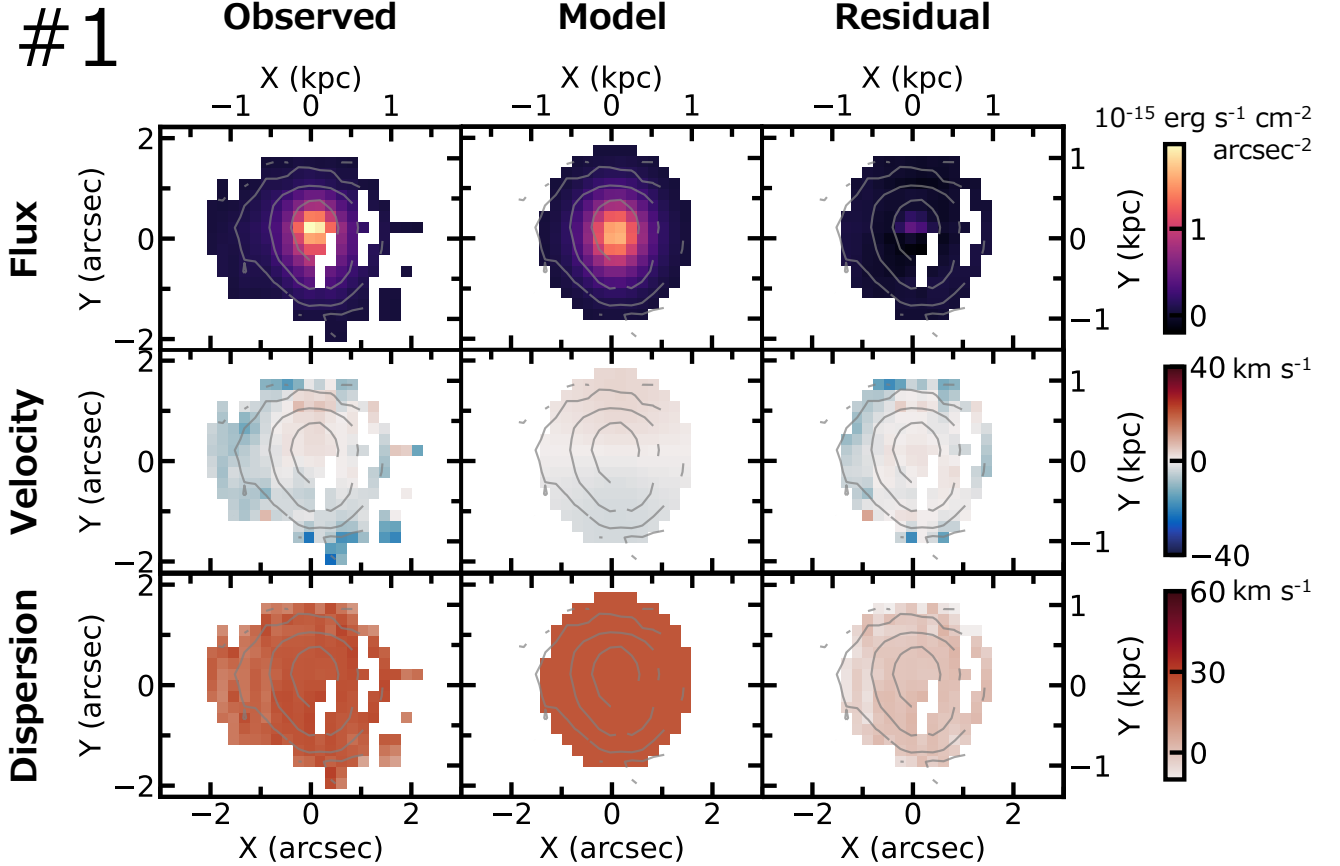 #1
Observed Model Residual
X (kpc) X (kpc) X (kpc)
−1 0 1 −1 0 1 −1 0 1
10⁻¹⁵ erg s⁻¹ cm⁻²
arcsec⁻²
Flux
Y (arcsec)
2
0
−2
1
0
−1
Y (kpc)
1
0
Velocity
Y (arcsec)
2
0
−2
1
0
−1
Y (kpc)
40 km s⁻¹
0
−40
Dispersion
Y (arcsec)
2
0
−2
1
0
−1
Y (kpc)
60 km s⁻¹
30
0
−2 0 2 −2 0 2 −2 0 2
X (arcsec) X (arcsec) X (arcsec)